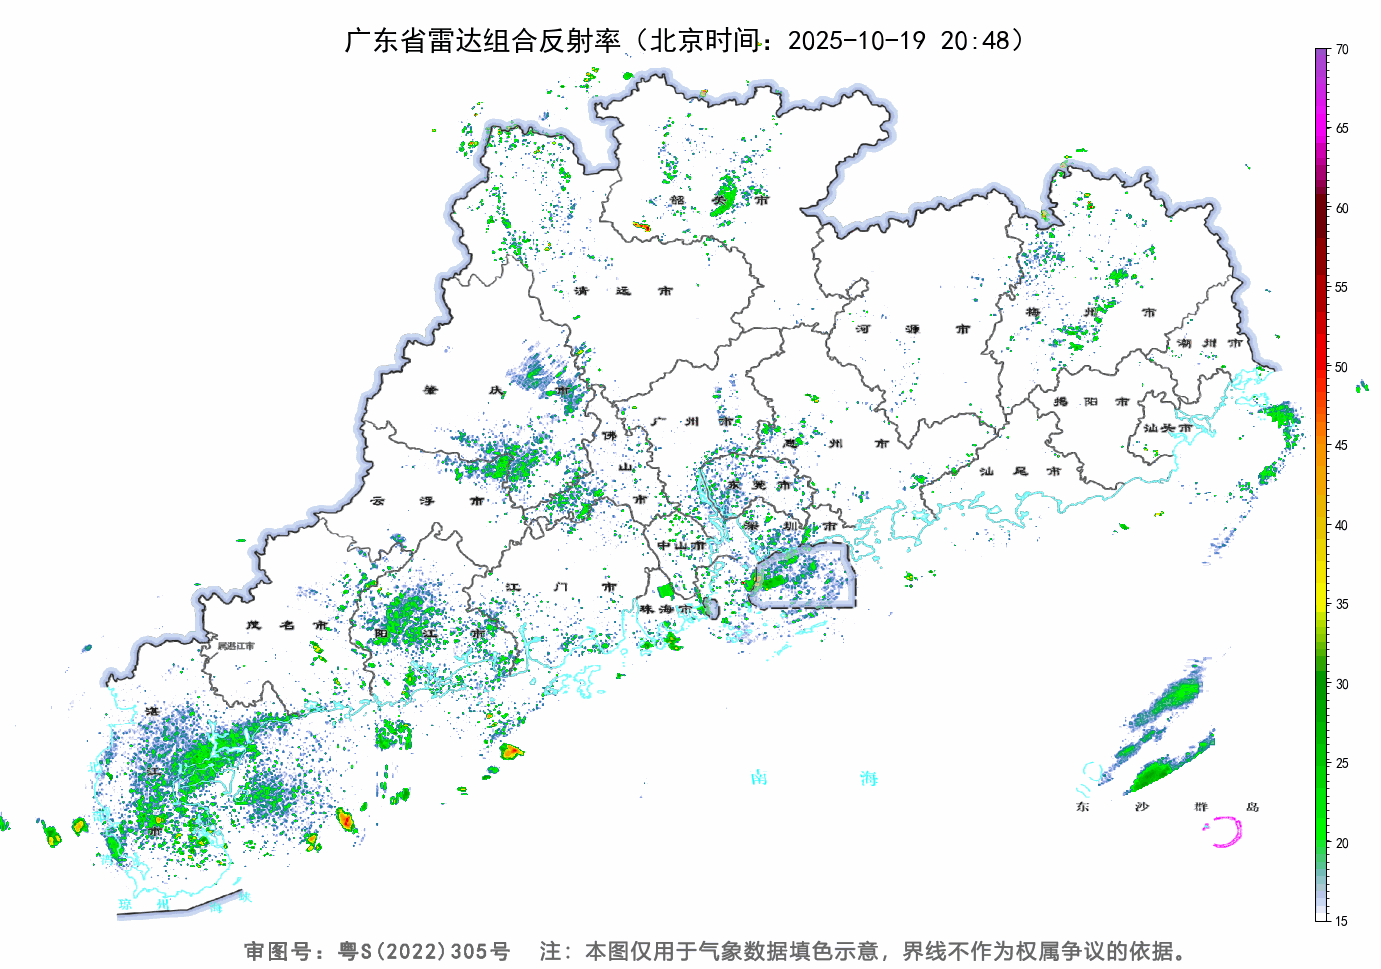 广东省雷达组合反射率（北京时间：2025-10-19 20:48）
70
65
60
55
50
45
40
35
30
25
20
15
韶关市
清远市
河源市
梅州市
潮州市
肇庆市
广州市
佛山市
惠州市
揭阳市
汕头市
汕尾市
云浮市
东莞市
深圳市
中山市
江门市
珠海市
茂名市
属湛江市
阳江市
湛江市
南海
东沙群岛
琼州海峡
审图号：粤S(2022)305号 注：本图仅用于气象数据填色示意，界线不作为权属争议的依据。